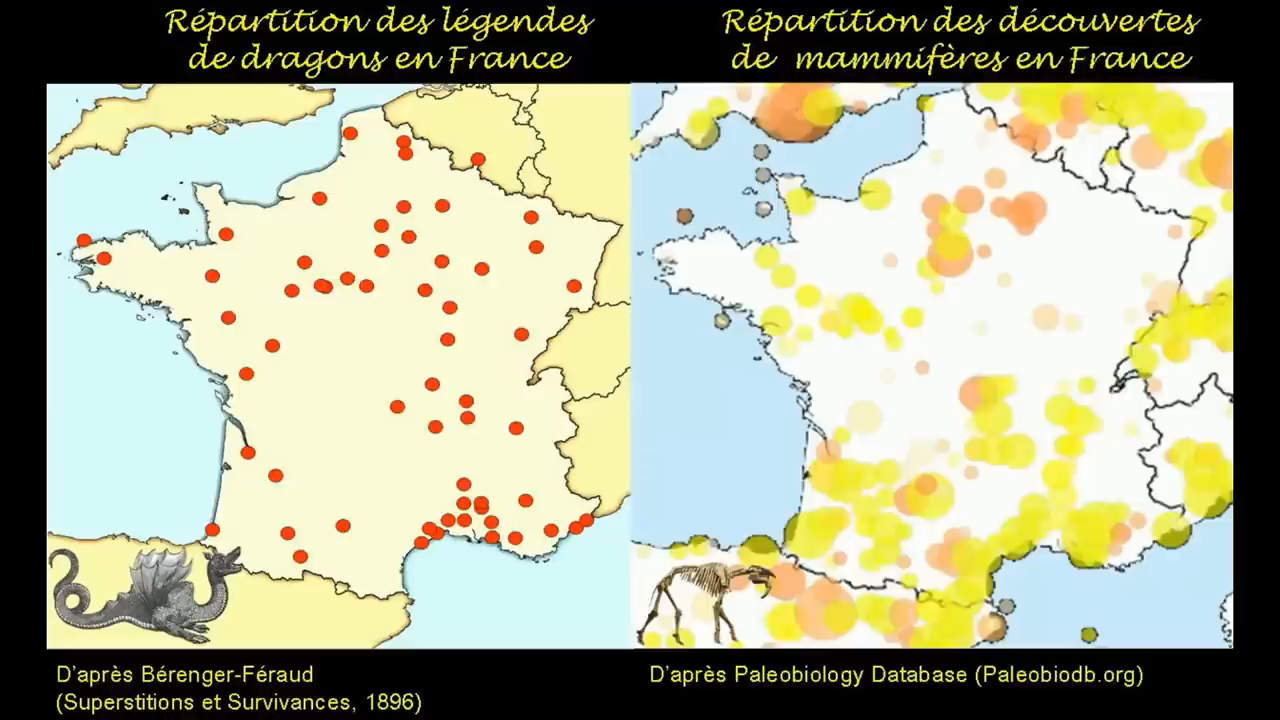 Répartition des légendes
de dragons en France
Répartition des découvertes
de mammifères en France
D'après Bérenger-Féraud
(Superstitions et Survivances, 1896)
D'après Paleobiology Database (Paleobiodb.org)